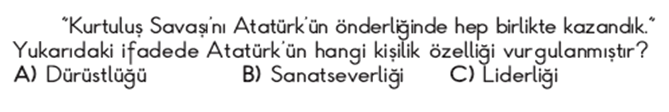 "Kurtuluş Savaşı'nı Atatürk'ün önderliğinde hep birlikte kazandık."
Yukarıdaki ifadede Atatürk'ün hangi kişilik özelliği vurgulanmıştır?
A) Dürüstlüğü B) Sanatseverliği C) Liderliği